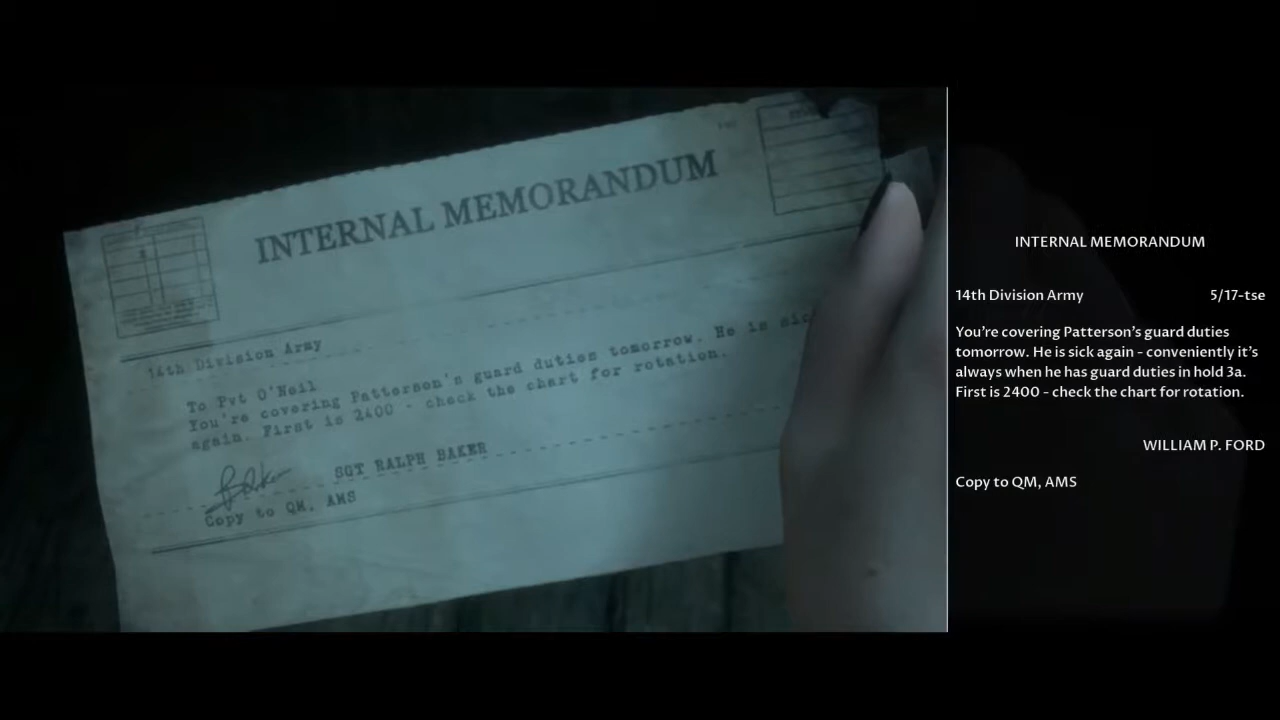 INTERNAL MEMORANDUM
14th Division Army
To Pvt O'Neil
You're covering Patterson's guard duties tomorrow. He is sic
again. First is 2400 - check the chart for rotation.
SGT RALPH BAKER
Copy to QM, AMS
INTERNAL MEMORANDUM
14th Division Army 5/17-tse
You're covering Patterson's guard duties
tomorrow. He is sick again - conveniently it's
always when he has guard duties in hold 3a.
First is 2400 - check the chart for rotation.
WILLIAM P. FORD
Copy to QM, AMS